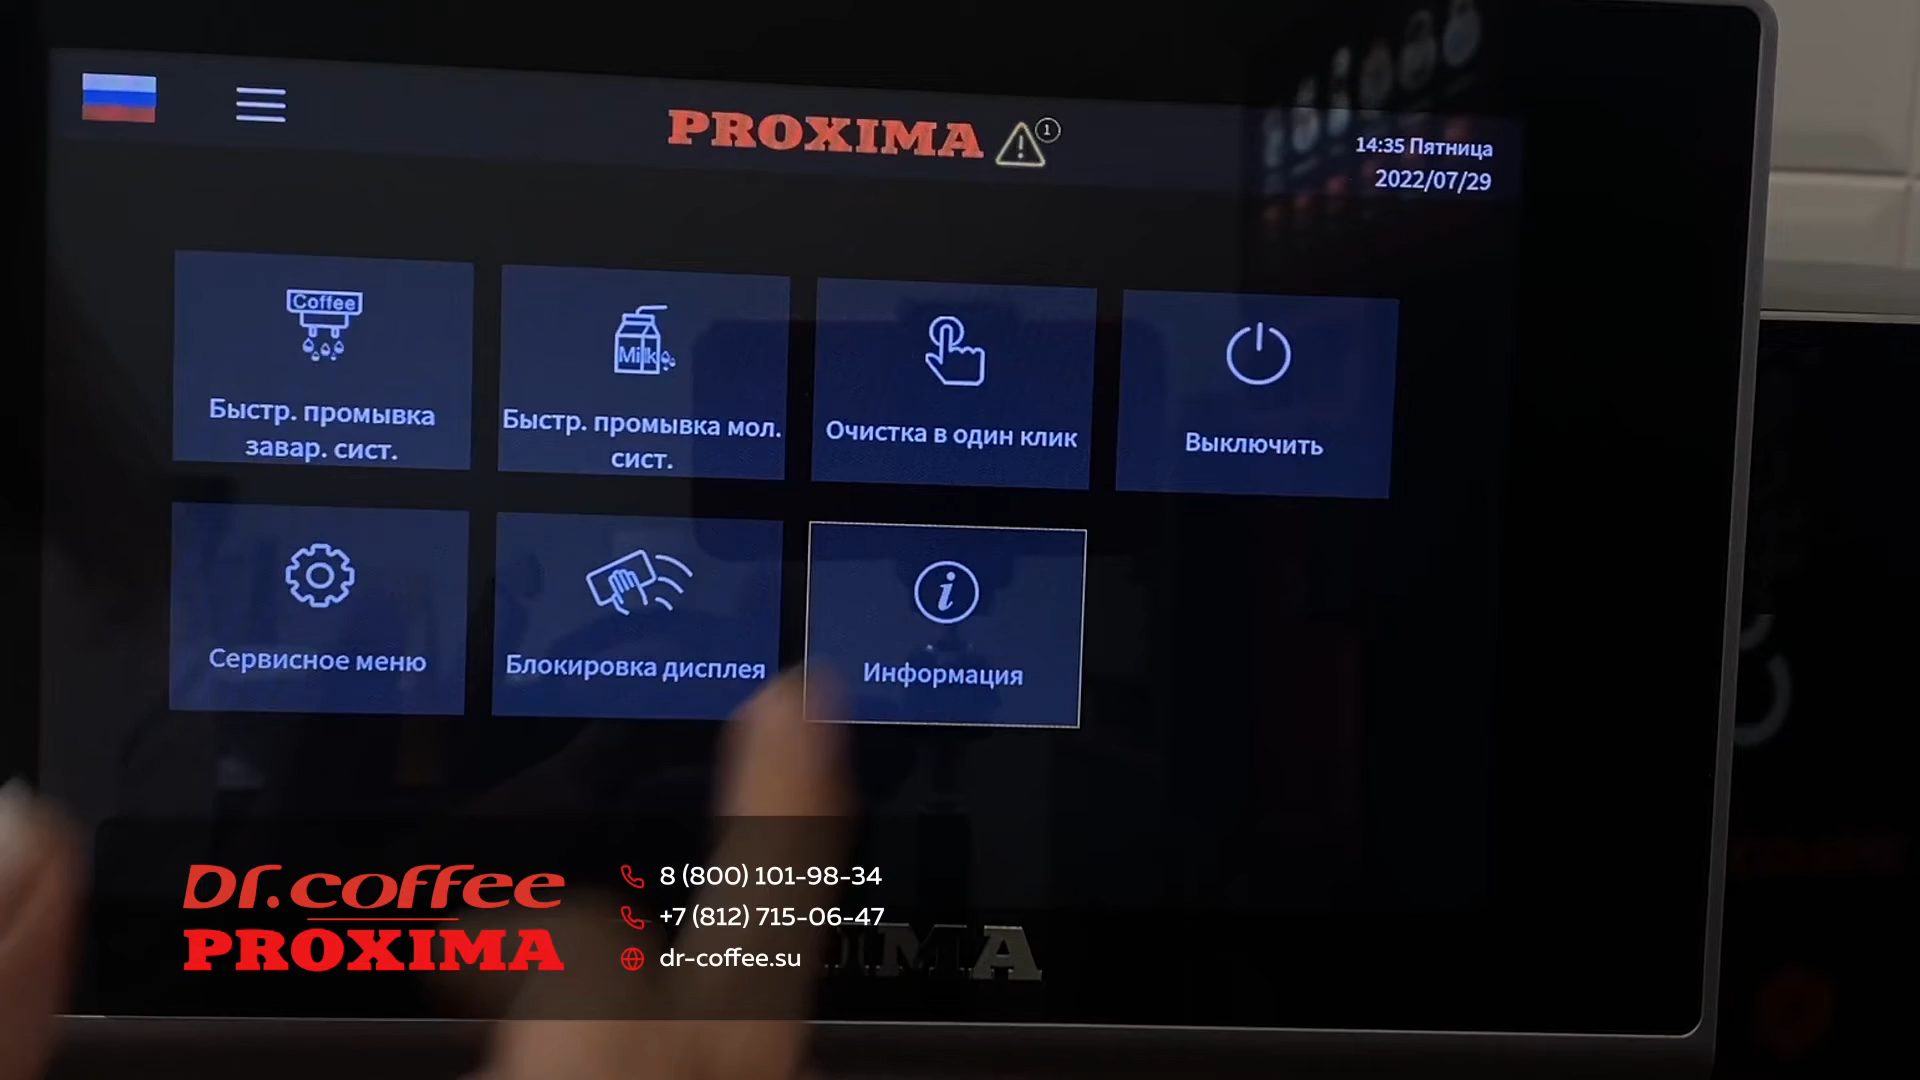 PROXIMA
1
14:35 Пятница
2022/07/29
Coffee
Быстр. промывка
завар. сист.
Milk
Быстр. промывка мол.
сист.
Очистка в один клик
Выключить
Сервисное меню
Блокировка дисплея
Информация
Dr.coffee
PROXIMA
8 (800) 101-98-34
+7 (812) 715-06-47
dr-coffee.su